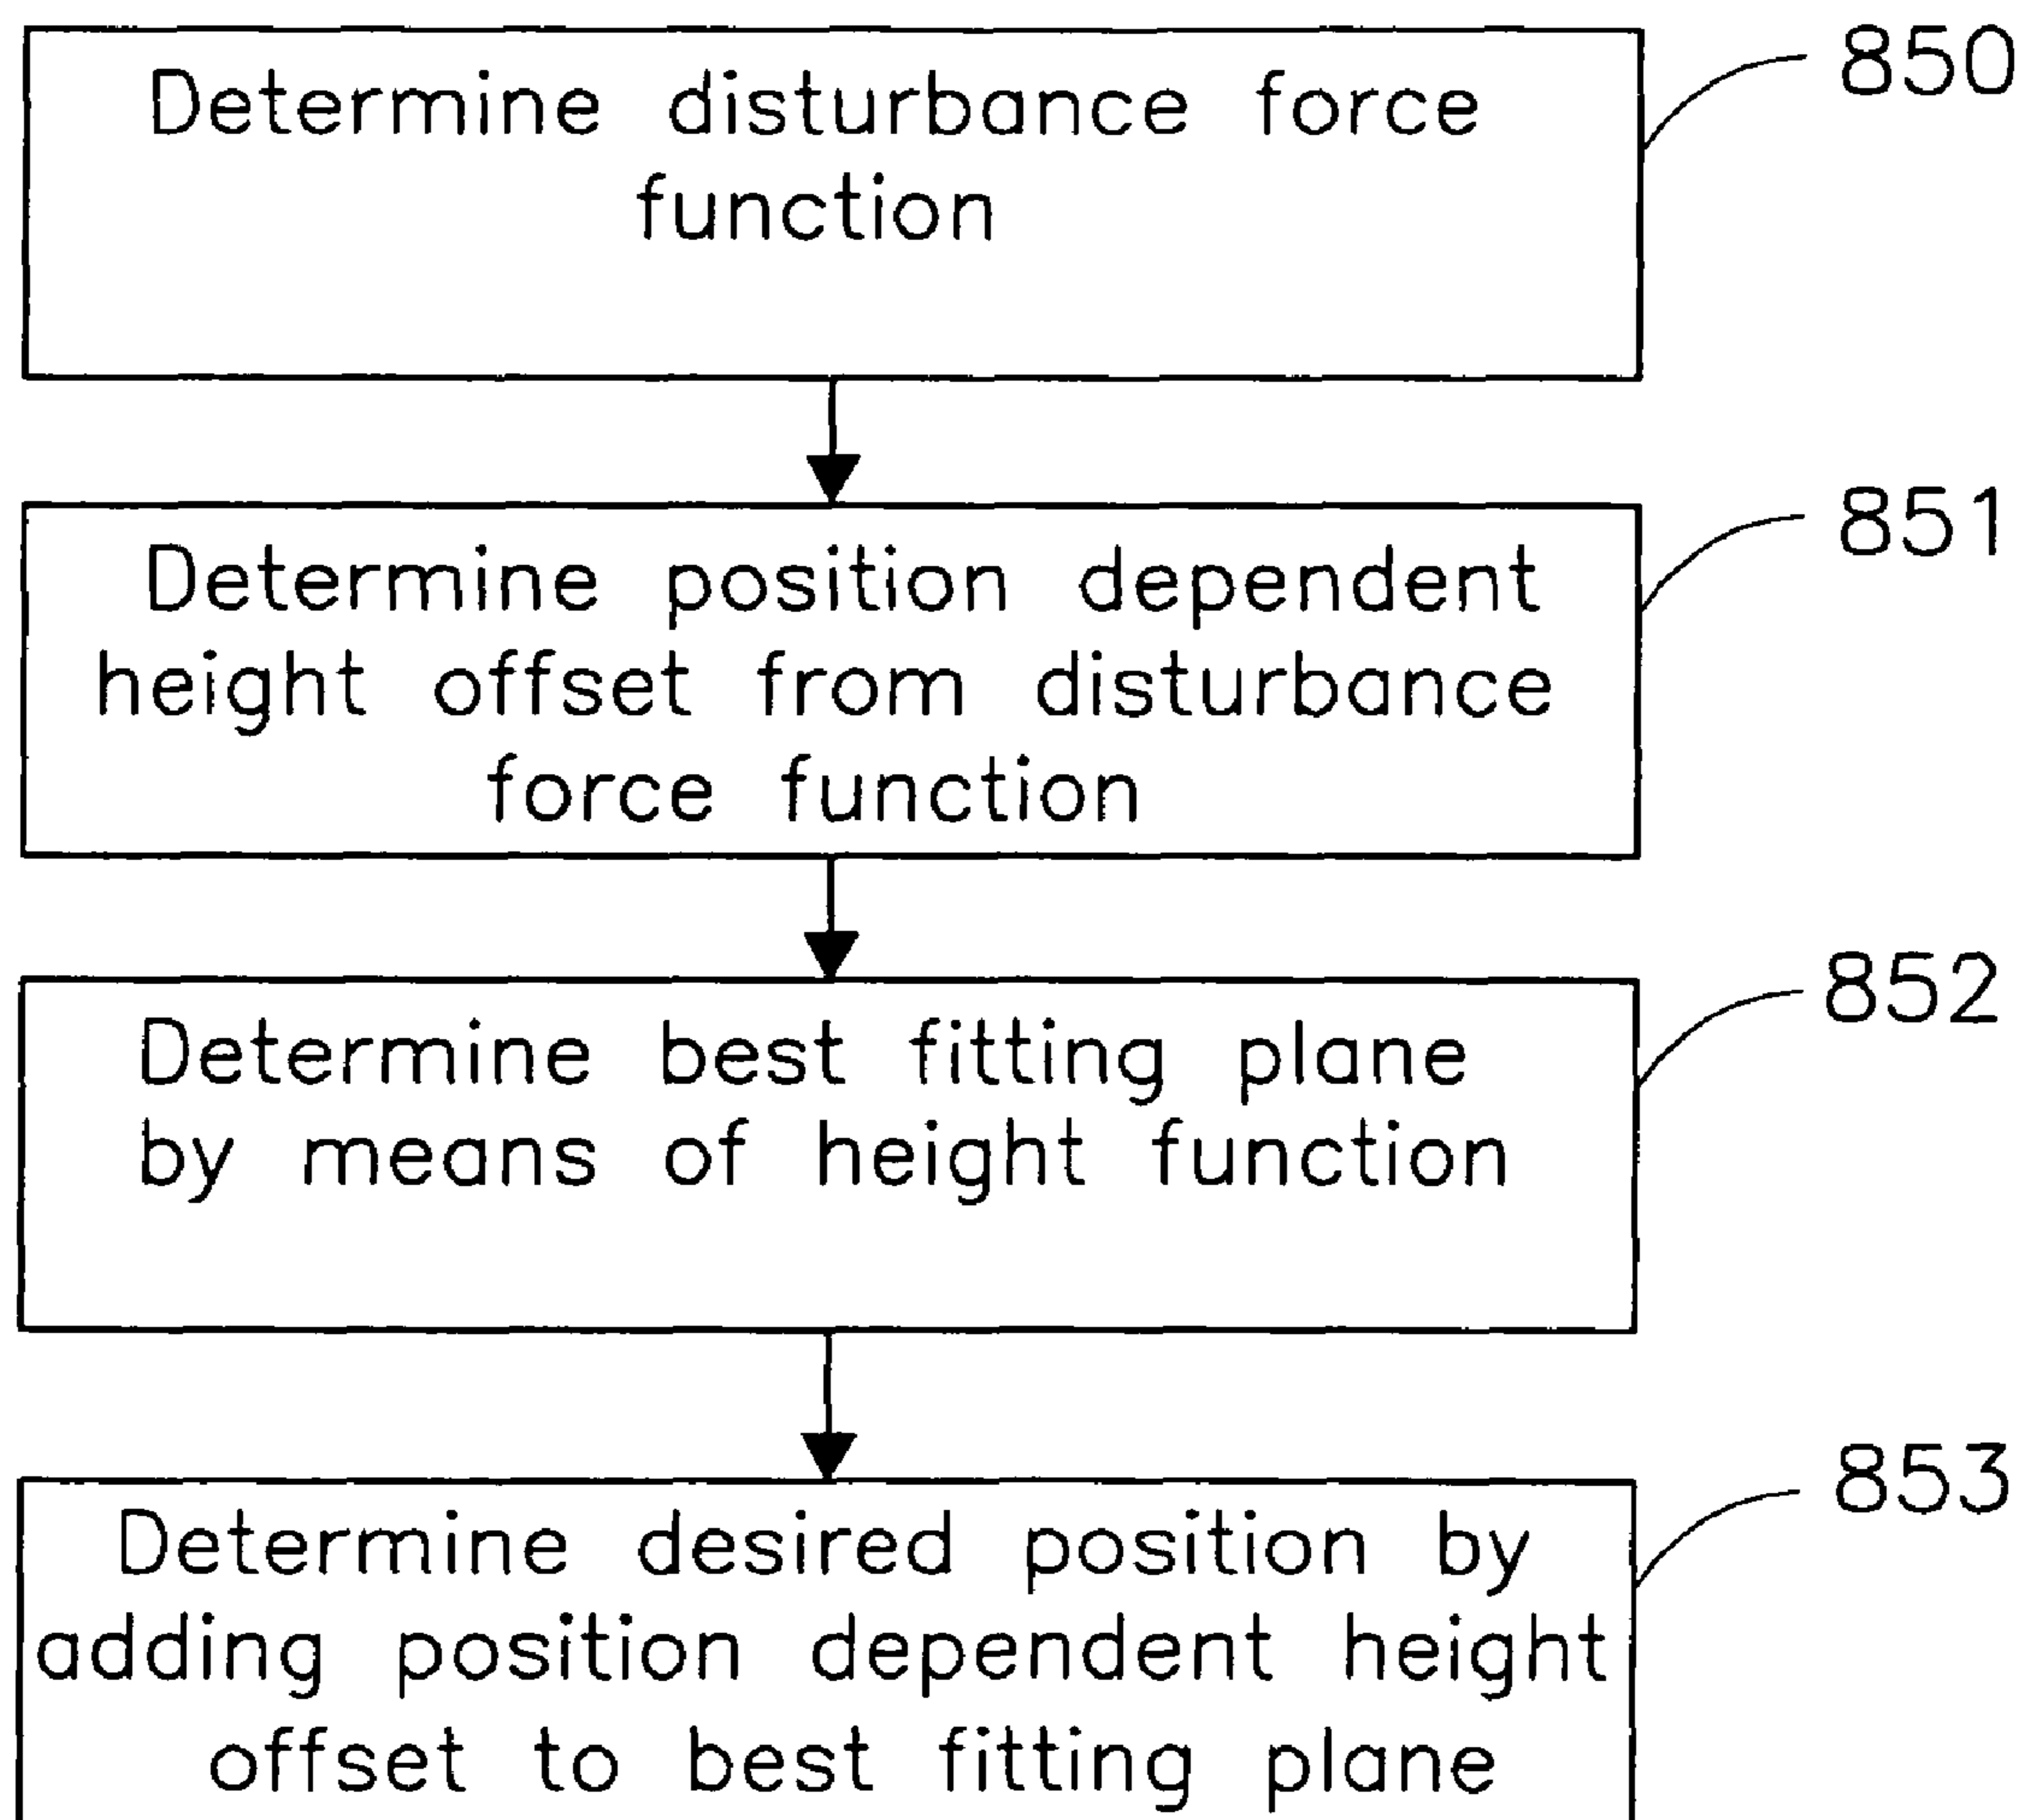 Determine disturbance force
function
850
Determine position dependent
height offset from disturbance
force function
851
Determine best fitting plane
by means of height function
852
Determine desired position by
adding position dependent height
offset to best fitting plane
853